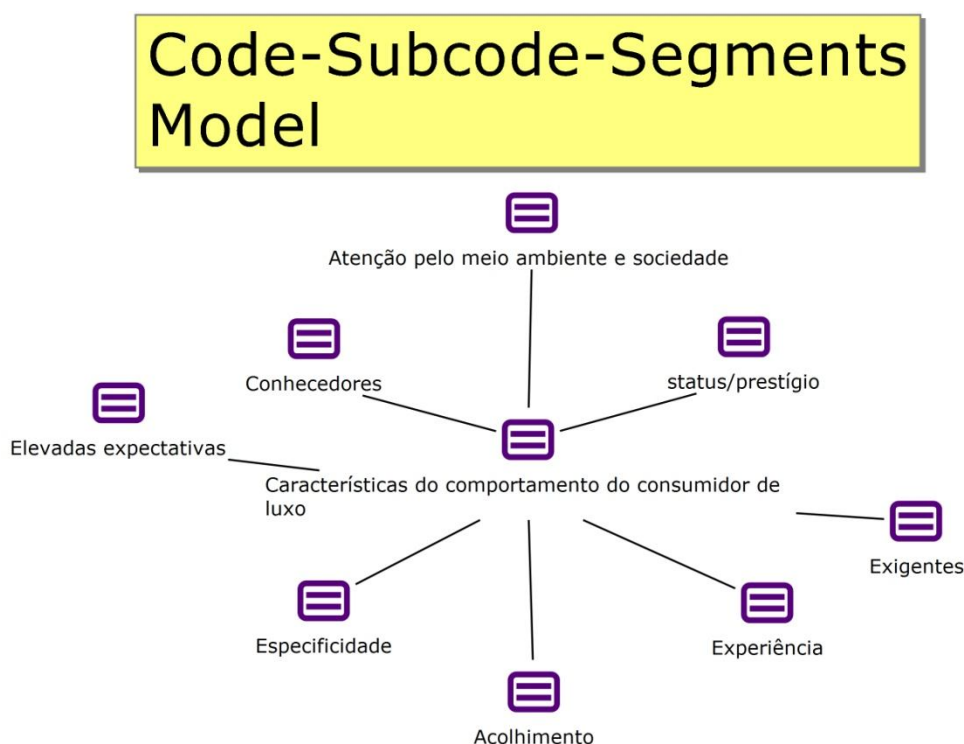 Code-Subcode-Segments
Model
Atenção pelo meio ambiente e sociedade
Conhecedores
status/prestígio
Elevadas expectativas
Características do comportamento do consumidor de
luxo
Exigentes
Especificidade
Experiência
Acolhimento